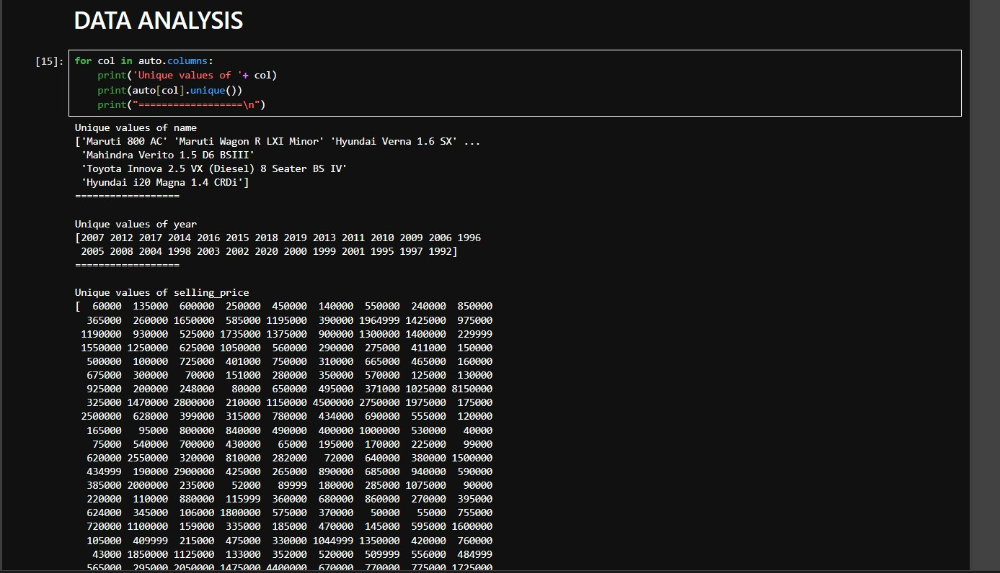 DATA ANALYSIS
[15]:
for col in auto.columns:
    print('Unique values of '+ col)
    print(auto[col].unique())
    print("==================\n")
Unique values of name
['Maruti 800 AC' 'Maruti Wagon R LXI Minor' 'Hyundai Verna 1.6 SX' ...
 'Mahindra Verito 1.5 D6 BSIII'
 'Toyota Innova 2.5 VX (Diesel) 8 Seater BS IV'
 'Hyundai i20 Magna 1.4 CRDi']
==================
Unique values of year
[2007 2012 2017 2014 2016 2015 2018 2019 2013 2011 2010 2009 2006 1996
 2005 2008 2004 1998 2003 2002 2020 2000 1999 2001 1995 1997 1992]
==================
Unique values of selling_price
[  60000  135000  600000  250000  450000  140000  550000  240000  850000
  365000  260000 1650000  585000 1195000  390000 1964999 1425000  975000
 1190000  930000  525000 1735000 1375000  900000 1300000 1400000  229999
 1550000 1250000  625000 1050000  560000  290000  275000  411000  150000
  500000  100000  725000  401000  750000  310000  665000  465000  160000
  675000  300000   70000  151000  280000  350000  570000  125000  130000
  925000  200000  248000   80000  650000  495000  371000 1025000 8150000
  325000 1470000 2800000  210000 1150000 4500000 2750000 1975000  175000
 2500000  628000  399000  315000  780000  434000  690000  555000  120000
  165000   95000  800000  840000  490000  400000 1000000  530000   40000
   75000  540000  700000  430000   65000  195000  170000  225000   99000
  620000 2550000  320000  810000  282000   72000  640000  380000 1500000
  434999  190000 2900000  425000  265000  890000  685000  940000  590000
  385000 2000000  235000   52000   89999  180000  285000 1075000   90000
  220000  110000  880000  115999  360000  680000  860000  270000  395000
  624000  345000  106000 1800000  575000  370000   50000   55000  755000
  720000 1100000  159000  335000  185000  470000  145000  595000 1600000
  105000  409999  215000  475000  330000 1044999 1350000  420000  760000
   43000 1850000 1125000  133000  352000  520000  509999  556000  484999
  565000  295000 2050000 1475000 4400000  670000  770000  775000 1725000